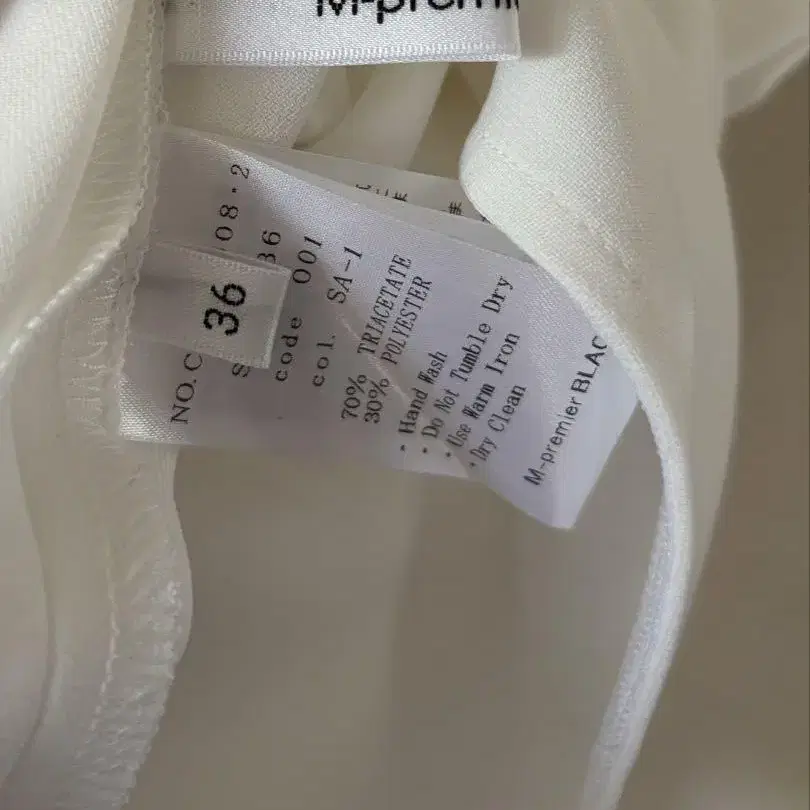 M-premi
36
NO. C
08·2
36
code 001
col. SA-1
70% TRIACETATE
30% POLYESTER
· Hand Wash
· Do Not Tumble Dry
· Use Warm Iron
· Dry Clean
M-premier BLAC